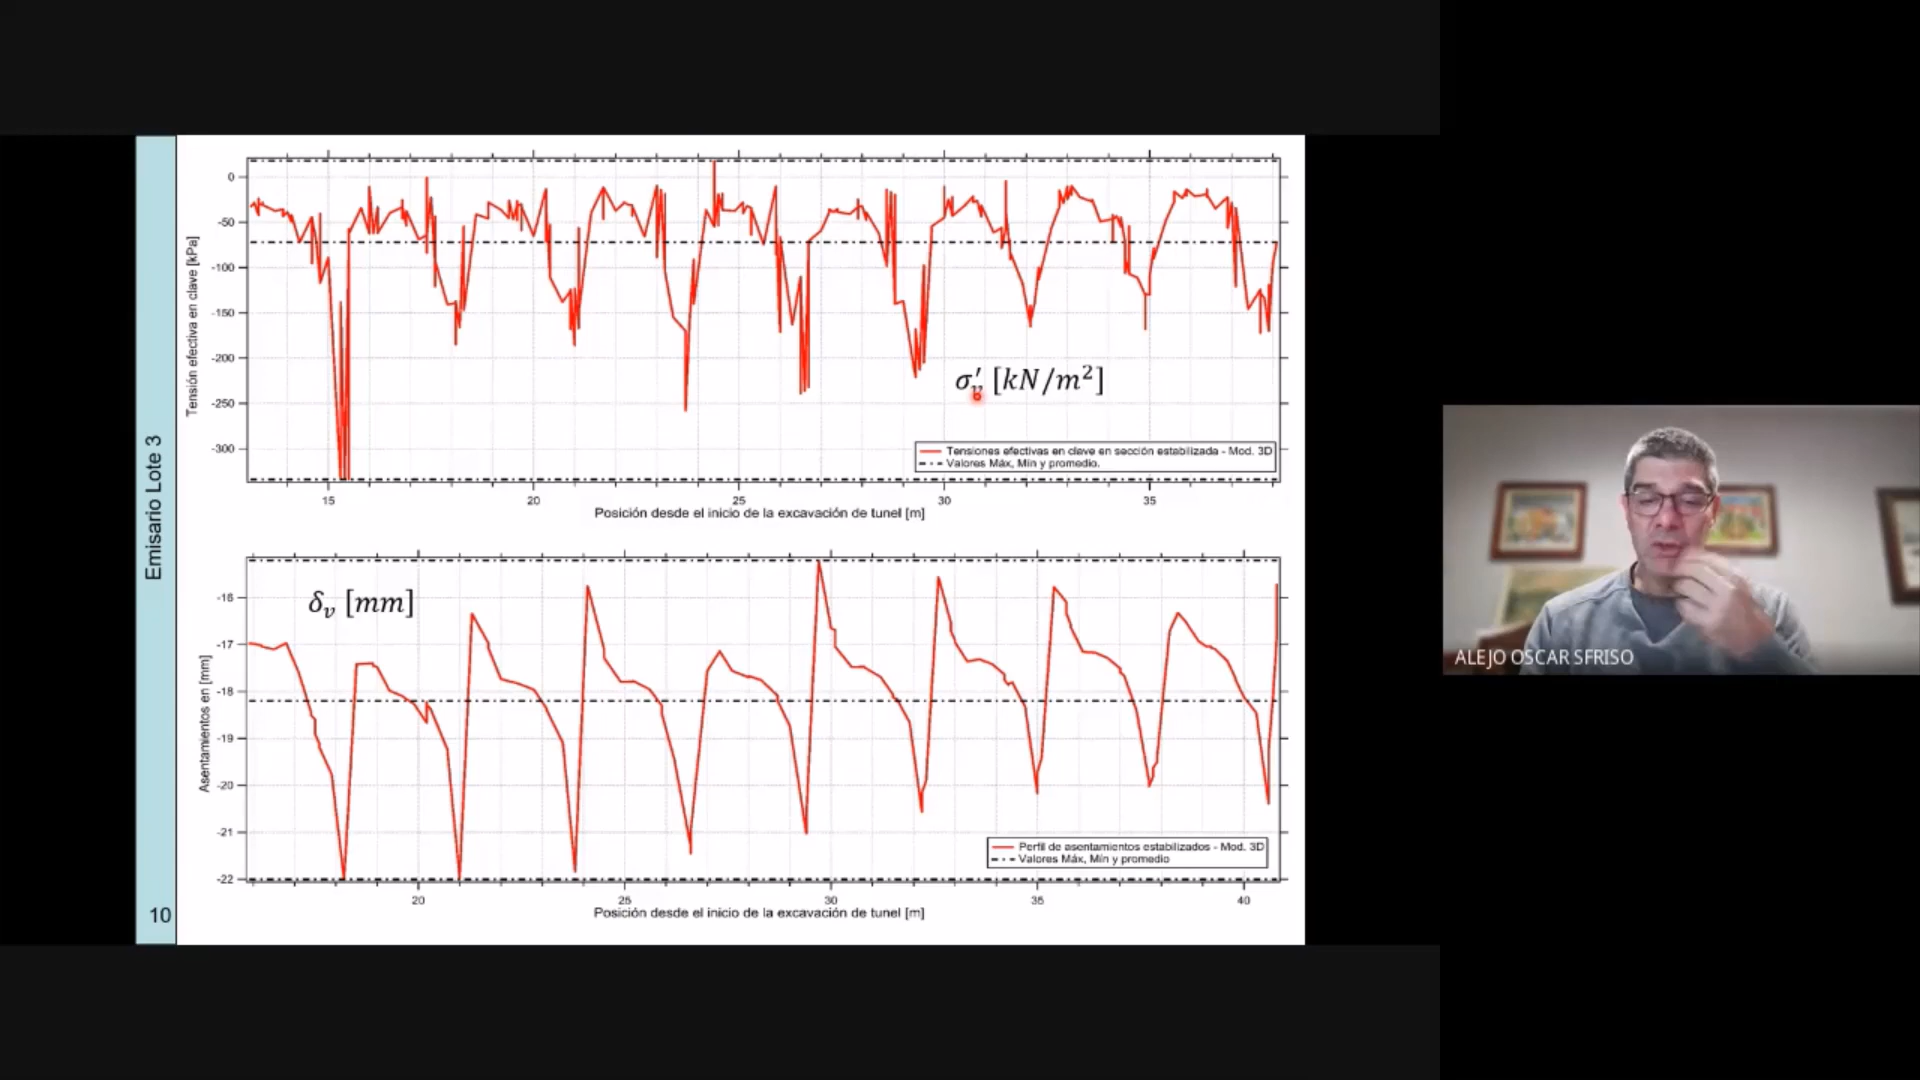 Emisario Lote 3
10
Tensión efectiva en clave [kPa]
0
-50
-100
-150
-200
-250
-300
σ′v [kN/m²]
Tensiones efectivas en clave en sección estabilizada - Mod. 3D
Valores Máx, Mín y promedio.
15 20 25 30 35
Posición desde el inicio de la excavación de tunel [m]
δv [mm]
Asentamientos en [mm]
-16
-17
-18
-19
-20
-21
-22
Perfil de asentamientos estabilizados - Mod. 3D
Valores Máx, Mín y promedio
20 25 30 35 40
Posición desde el inicio de la excavación de tunel [m]
ALEJO OSCAR SFRISO